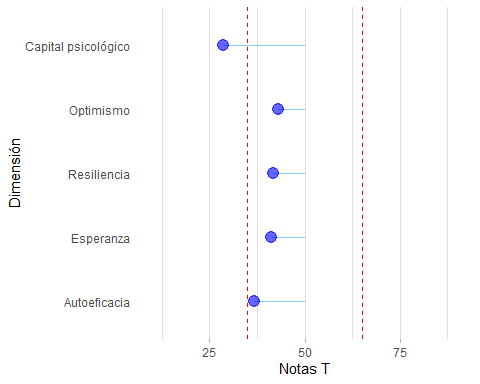 Capital psicológico
Optimismo
Resiliencia
Esperanza
Autoeficacia
Dimensión
25 50 75
Notas T